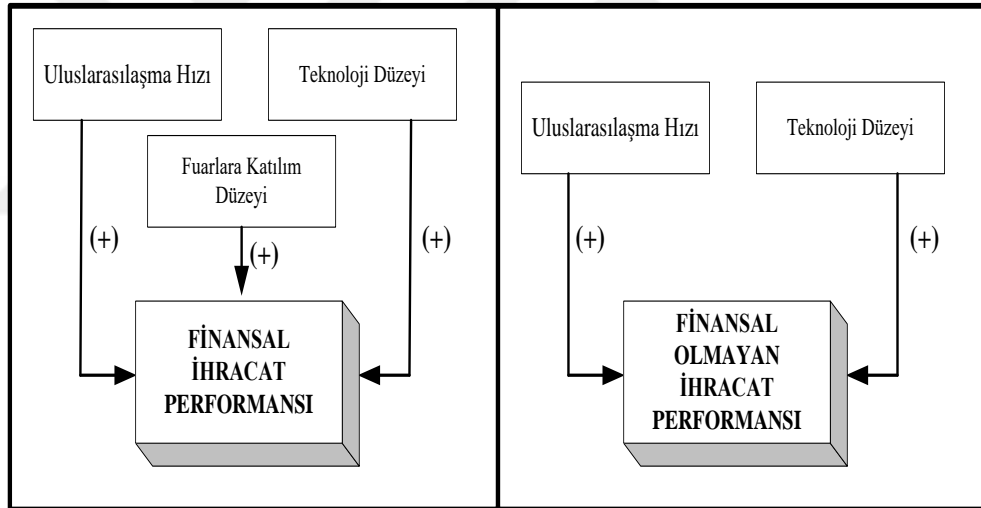 Uluslarasılaşma Hızı
Teknoloji Düzeyi
Fuarlara Katılım
Düzeyi
(+)
(+)
(+)
FİNANSAL
İHRACAT
PERFORMANSI
Uluslarasılaşma Hızı
Teknoloji Düzeyi
(+)
(+)
FİNANSAL
OLMAYAN
İHRACAT
PERFORMANSI